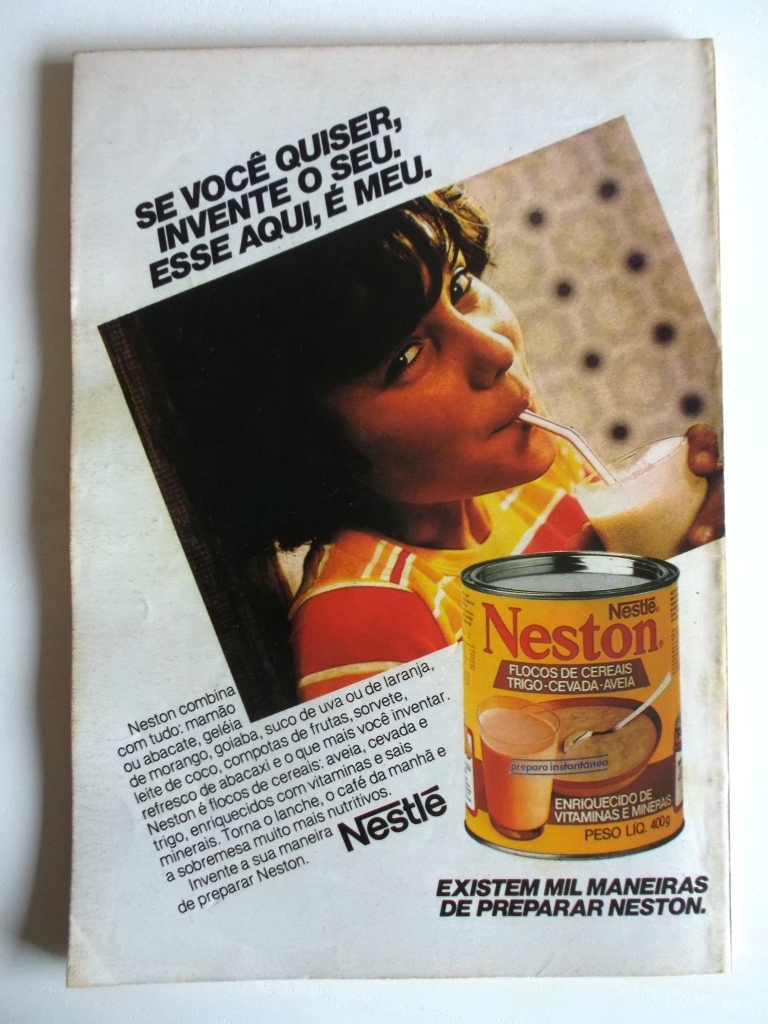 SE VOCÊ QUISER,
INVENTE O SEU.
ESSE AQUI, É MEU.
Neston combina
com tudo: mamão
ou abacate, geléia
de morango, goiaba, suco de uva ou de laranja,
leite de coco, compotas de frutas, sorvete,
refresco de abacaxi e o que mais você inventar.
Neston é flocos de cereais: aveia, cevada e
trigo, enriquecidos com vitaminas e sais
minerais. Torna o lanche, o café da manhã e
a sobremesa muito mais nutritivos.
Invente a sua maneira
de preparar Neston.
Nestlé
Nestlé®
Neston®
FLOCOS DE CEREAIS
TRIGO-CEVADA-AVEIA
preparo instantâneo
ENRIQUECIDO DE
VITAMINAS E MINERAIS
PESO LÍQ. 400g
EXISTEM MIL MANEIRAS
DE PREPARAR NESTON.